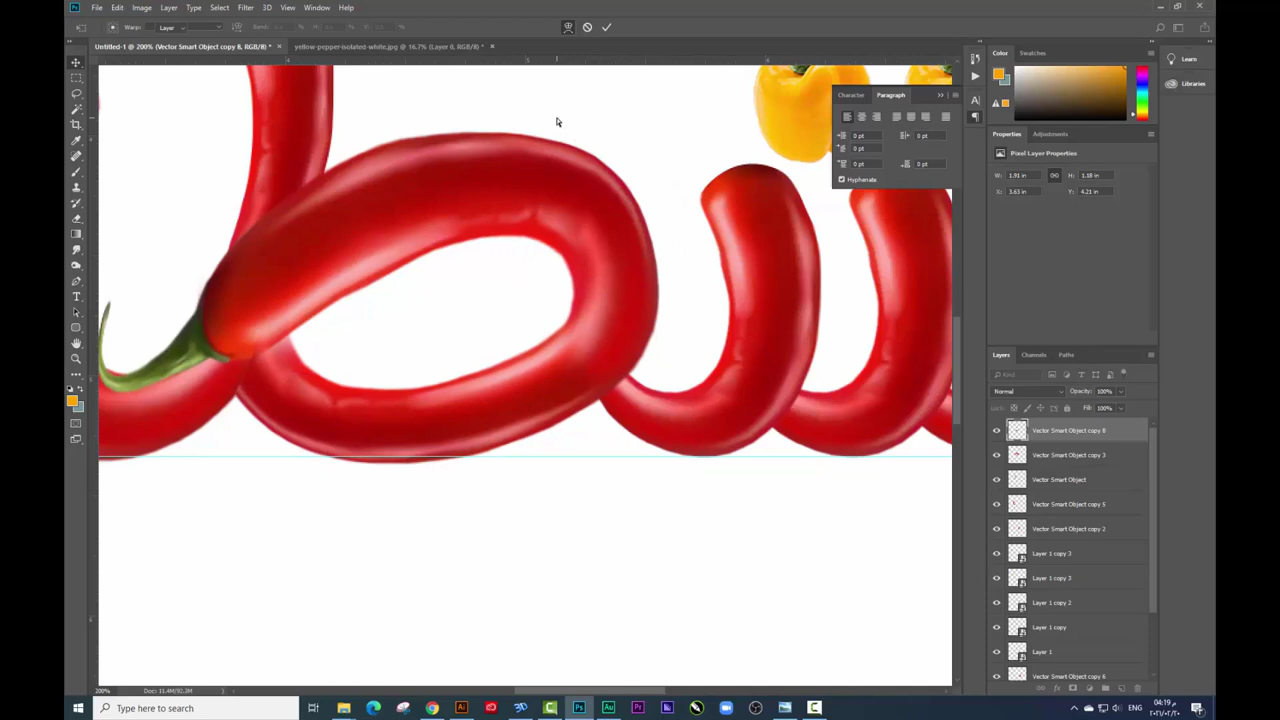 File Edit Image Layer Type Select Filter 3D View Window Help
Warp: Layer
Untitled-1 @ 200% (Vector Smart Object copy 8, RGB/8) *
yellow-pepper-isolated-white.jpg @ 16.7% (Layer 0, RGB/8) *
Color Swatches
Learn
Libraries
Character Paragraph
0 pt 0 pt
0 pt
0 pt 0 pt
Hyphenate
Properties Adjustments
Pixel Layer Properties
W: 1.91 in H: 1.18 in
X: 3.63 in Y: 4.21 in
Layers Channels Paths
Kind
Normal Opacity: 100%
Lock: Fill: 100%
Vector Smart Object copy 8
Vector Smart Object copy 3
Vector Smart Object
Vector Smart Object copy 5
Vector Smart Object copy 2
Layer 1 copy 3
Layer 1 copy 3
Layer 1 copy 2
Layer 1 copy
Layer 1
Vector Smart Object copy 6
200% Doc: 11.4M/93.3M
Type here to search
ENG
04:19 م